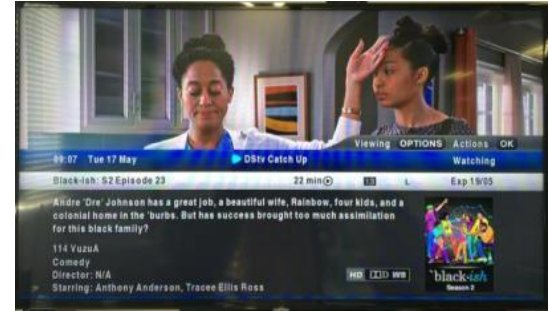 Viewing OPTIONS Actions OK
09:07 Tue 17 May DStv Catch Up Watching
Black-ish: S2 Episode 23 22 min 13 L Exp 19/05
Andre 'Dre' Johnson has a great job, a beautiful wife, Rainbow, four kids, and a
colonial home in the 'burbs. But has success brought too much assimilation
for this black family?
114 VuzuA
Comedy
Director: N/A
Starring: Anthony Anderson, Tracee Ellis Ross
HD DD WB
black-ish
Season 2